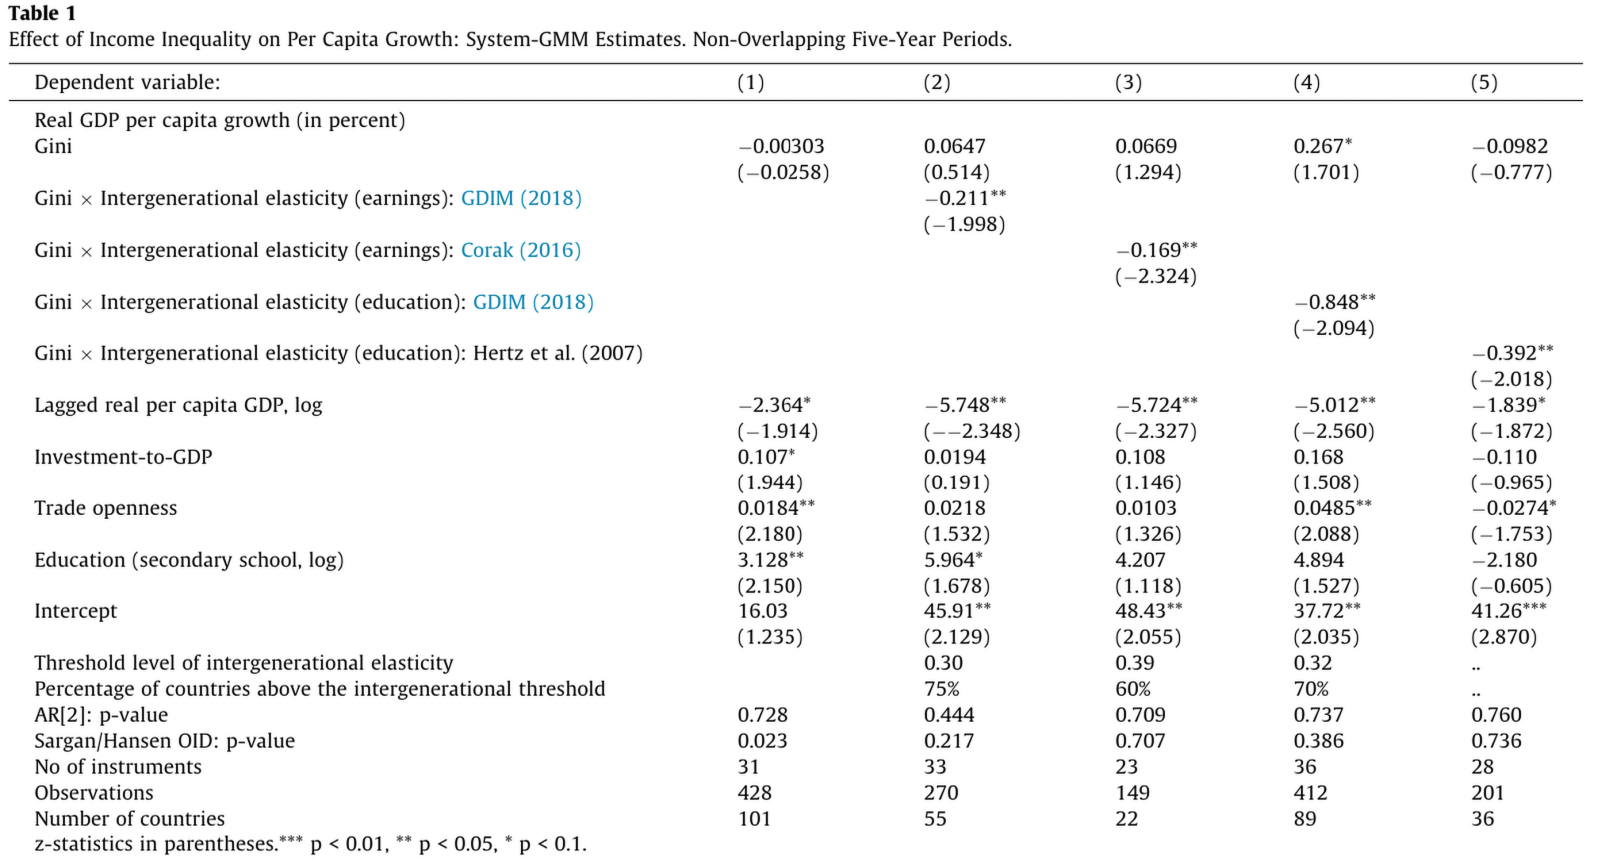 Table 1
Effect of Income Inequality on Per Capita Growth: System-GMM Estimates. Non-Overlapping Five-Year Periods.
Dependent variable: (1) (2) (3) (4) (5)
Real GDP per capita growth (in percent)
Gini −0.00303 0.0647 0.0669 0.267* −0.0982
(−0.0258) (0.514) (1.294) (1.701) (−0.777)
Gini × Intergenerational elasticity (earnings): GDIM (2018) −0.211**
(−1.998)
Gini × Intergenerational elasticity (earnings): Corak (2016) −0.169**
(−2.324)
Gini × Intergenerational elasticity (education): GDIM (2018) −0.848**
(−2.094)
Gini × Intergenerational elasticity (education): Hertz et al. (2007) −0.392**
(−2.018)
Lagged real per capita GDP, log −2.364* −5.748** −5.724** −5.012** −1.839*
(−1.914) (−−2.348) (−2.327) (−2.560) (−1.872)
Investment-to-GDP 0.107* 0.0194 0.108 0.168 −0.110
(1.944) (0.191) (1.146) (1.508) (−0.965)
Trade openness 0.0184** 0.0218 0.0103 0.0485** −0.0274*
(2.180) (1.532) (1.326) (2.088) (−1.753)
Education (secondary school, log) 3.128** 5.964* 4.207 4.894 −2.180
(2.150) (1.678) (1.118) (1.527) (−0.605)
Intercept 16.03 45.91** 48.43** 37.72** 41.26***
(1.235) (2.129) (2.055) (2.035) (2.870)
Threshold level of intergenerational elasticity 0.30 0.39 0.32 ..
Percentage of countries above the intergenerational threshold 75% 60% 70% ..
AR[2]: p-value 0.728 0.444 0.709 0.737 0.760
Sargan/Hansen OID: p-value 0.023 0.217 0.707 0.386 0.736
No of instruments 31 33 23 36 28
Observations 428 270 149 412 201
Number of countries 101 55 22 89 36
z-statistics in parentheses.*** p < 0.01, ** p < 0.05, * p < 0.1.